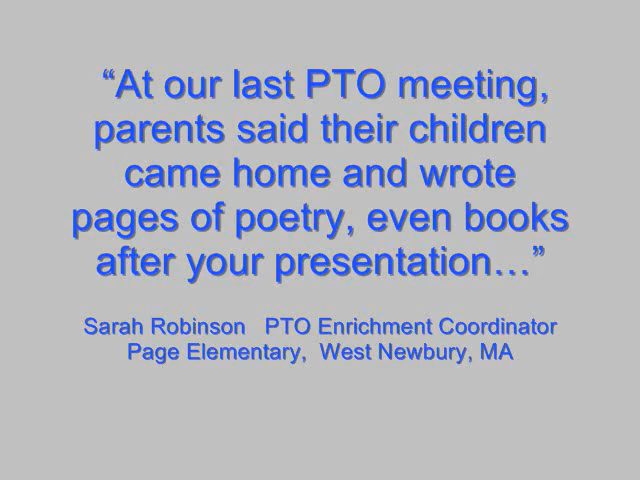 “At our last PTO meeting,
parents said their children
came home and wrote
pages of poetry, even books
after your presentation…”
Sarah Robinson   PTO Enrichment Coordinator
Page Elementary,  West Newbury, MA